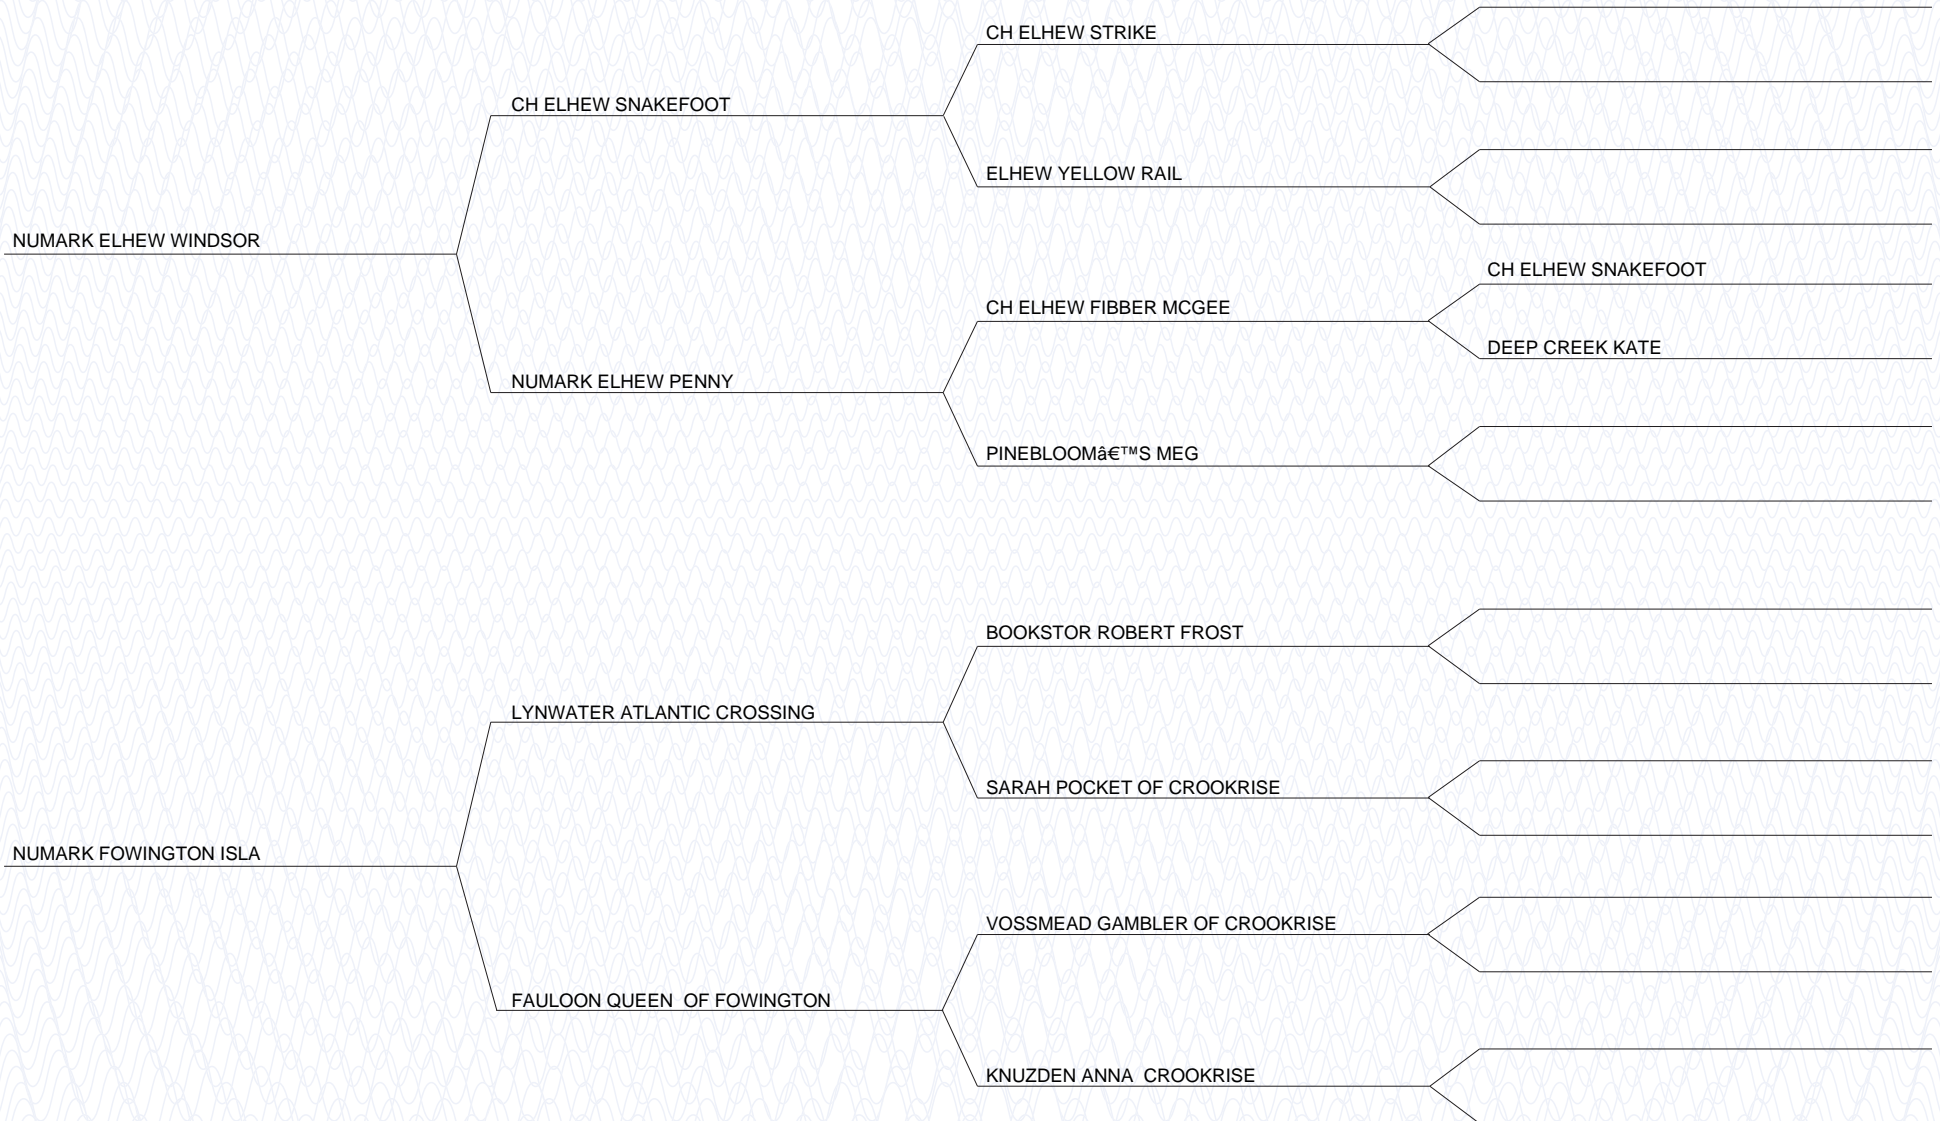 CH ELHEW STRIKE
CH ELHEW SNAKEFOOT
ELHEW YELLOW RAIL
NUMARK ELHEW WINDSOR
CH ELHEW SNAKEFOOT
CH ELHEW FIBBER MCGEE
DEEP CREEK KATE
NUMARK ELHEW PENNY
PINEBLOOMâ€™S MEG
BOOKSTOR ROBERT FROST
LYNWATER ATLANTIC CROSSING
SARAH POCKET OF CROOKRISE
NUMARK FOWINGTON ISLA
VOSSMEAD GAMBLER OF CROOKRISE
FAULOON QUEEN  OF FOWINGTON
KNUZDEN ANNA  CROOKRISE